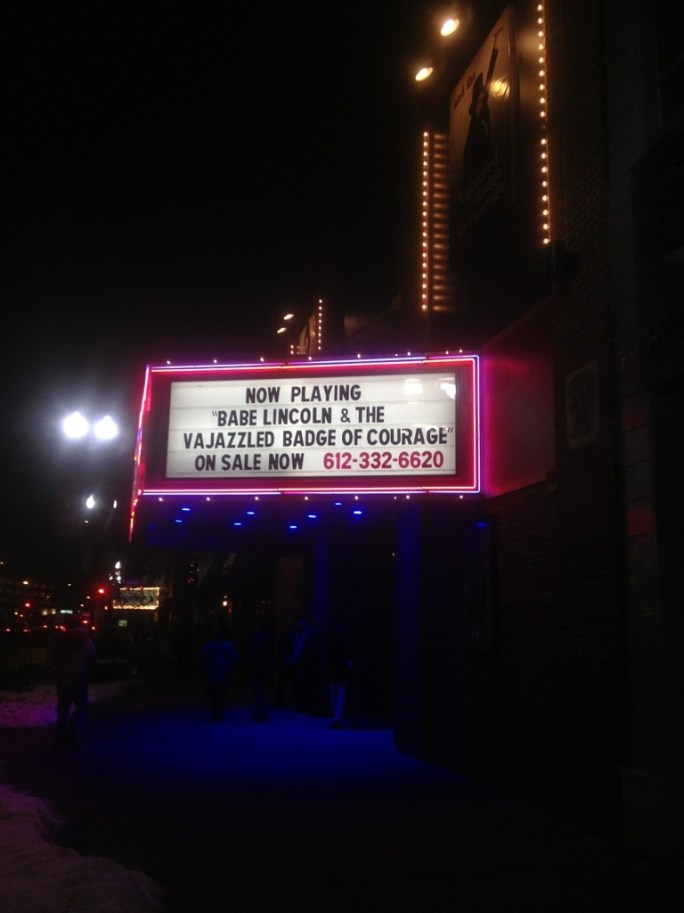 NOW PLAYING
"BABE LINCOLN & THE
VAJAZZLED BADGE OF COURAGE"
ON SALE NOW 612-332-6620